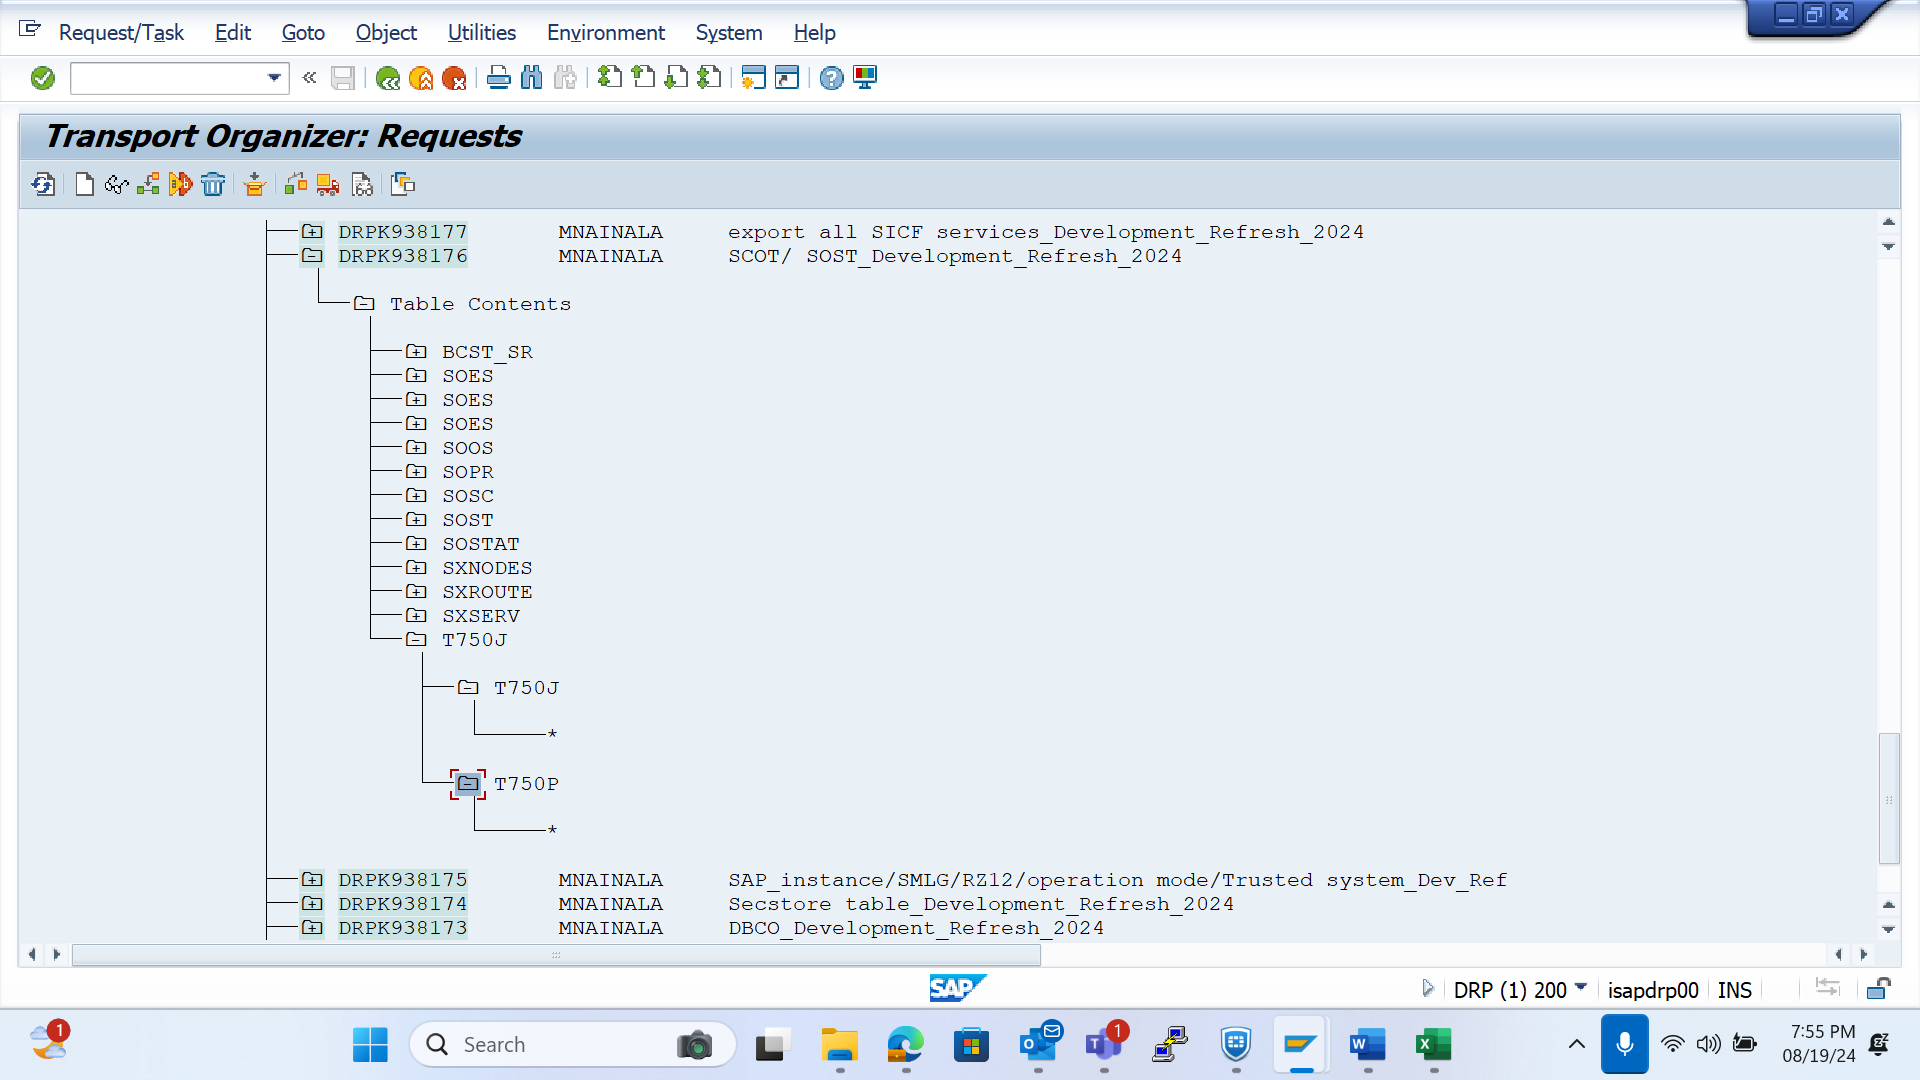 Request/Task Edit Goto Object Utilities Environment System Help
Transport Organizer: Requests
DRPK938177 MNAINALA export all SICF services_Development_Refresh_2024
DRPK938176 MNAINALA SCOT/ SOST_Development_Refresh_2024
Table Contents
BCST_SR
SOES
SOES
SOES
SOOS
SOPR
SOSC
SOST
SOSTAT
SXNODES
SXROUTE
SXSERV
T750J
T750J
*
T750P
*
DRPK938175 MNAINALA SAP_instance/SMLG/RZ12/operation mode/Trusted system_Dev_Ref
DRPK938174 MNAINALA Secstore table_Development_Refresh_2024
DRPK938173 MNAINALA DBCO_Development_Refresh_2024
SAP DRP (1) 200 isapdrp00 INS
1 Search 1 7:55 PM
08/19/24